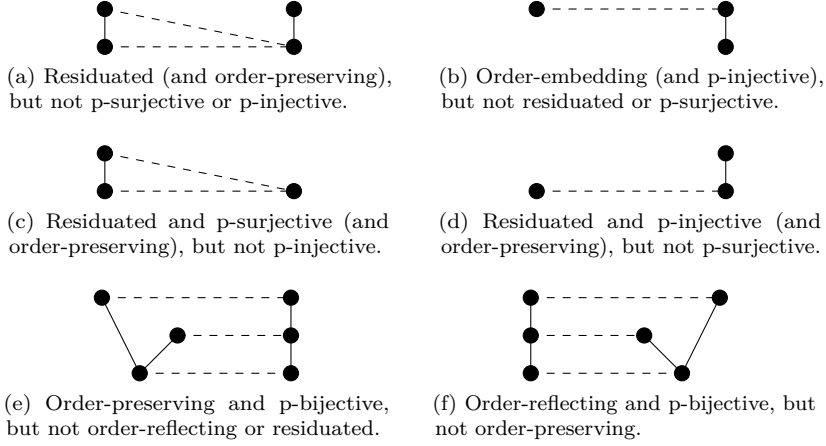 (a) Residuated (and order-preserving),
but not p-surjective or p-injective.
(b) Order-embedding (and p-injective),
but not residuated or p-surjective.
(c) Residuated and p-surjective (and
order-preserving), but not p-injective.
(d) Residuated and p-injective (and
order-preserving), but not p-surjective.
(e) Order-preserving and p-bijective,
but not order-reflecting or residuated.
(f) Order-reflecting and p-bijective, but
not order-preserving.